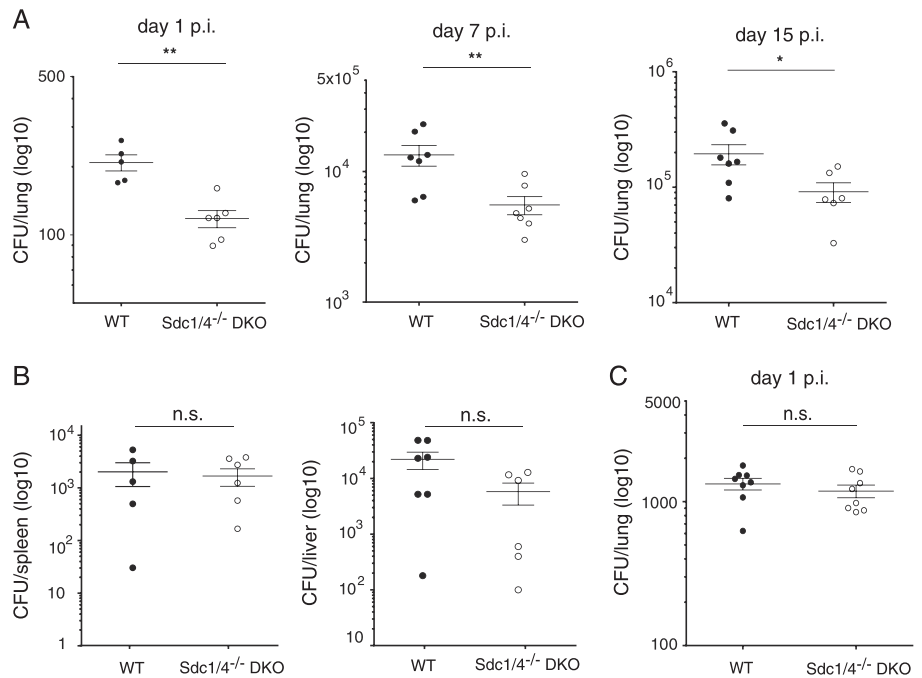 A
day 1 p.i.
**
500
100
CFU/lung (log10)
WT
Sdc1/4-/- DKO
day 7 p.i.
**
5x10^5
10^4
10^3
CFU/lung (log10)
WT
Sdc1/4-/- DKO
day 15 p.i.
*
10^6
10^5
10^4
CFU/lung (log10)
WT
Sdc1/4-/- DKO
B
n.s.
10^4
10^3
10^2
10
1
CFU/spleen (log10)
WT
Sdc1/4-/- DKO
n.s.
10^5
10^4
10^3
10^2
10
CFU/liver (log10)
WT
Sdc1/4-/- DKO
C
day 1 p.i.
n.s.
5000
1000
100
CFU/lung (log10)
WT
Sdc1/4-/- DKO